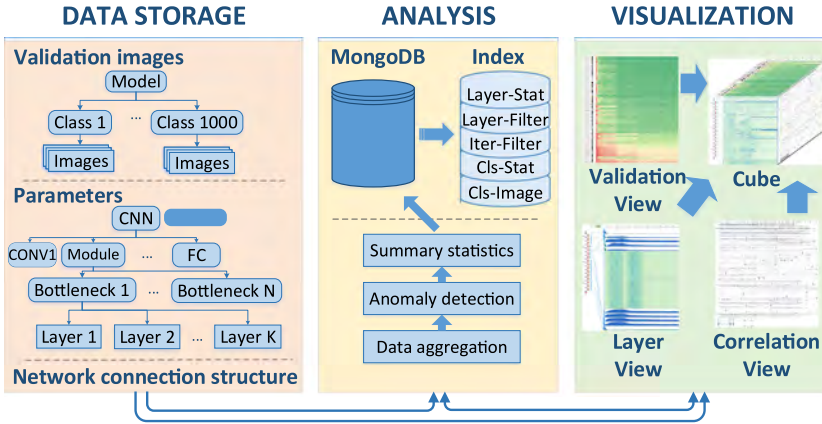 DATA STORAGE
Validation images
Model
Class 1
...
Class 1000
Images
Images
Parameters
CNN
CONV1
Module
...
FC
Bottleneck 1
...
Bottleneck N
Layer 1
Layer 2
...
Layer K
Network connection structure
ANALYSIS
MongoDB
Index
Layer-Stat
Layer-Filter
Iter-Filter
Cls-Stat
Cls-Image
Summary statistics
Anomaly detection
Data aggregation
VISUALIZATION
Validation
View
Cube
Layer
View
Correlation
View